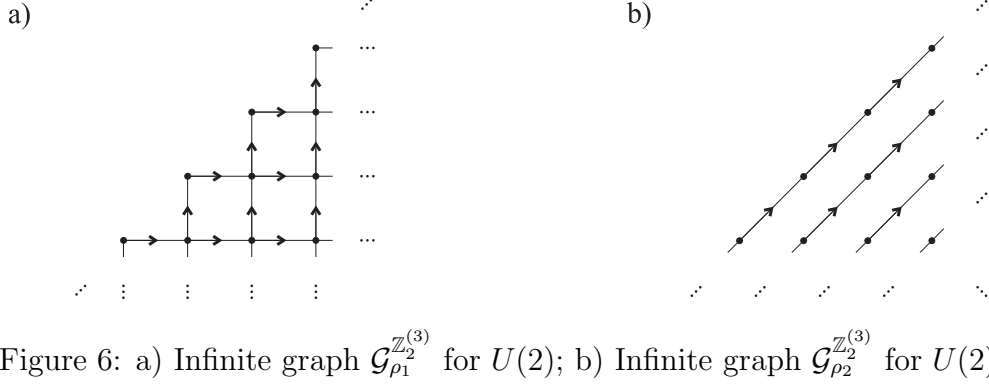 a)
b)
Figure 6: a) Infinite graph $\mathcal{G}_{\rho_1}^{\mathbb{Z}_2^{(3)}}$ for $U(2)$; b) Infinite graph $\mathcal{G}_{\rho_2}^{\mathbb{Z}_2^{(3)}}$ for $U(2)$